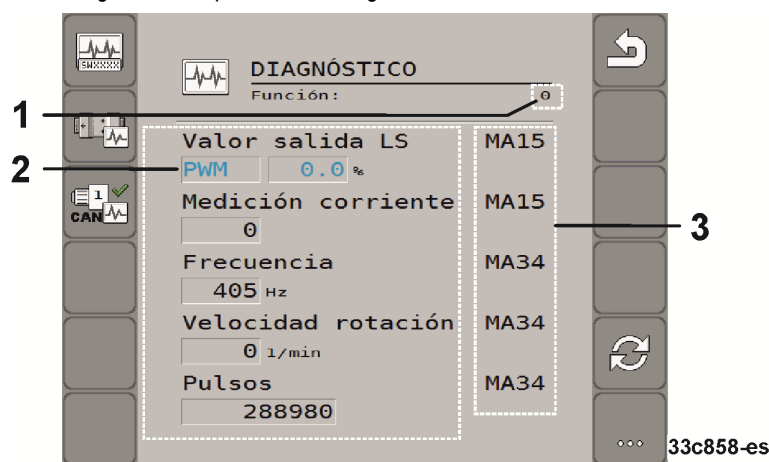 SWXXXX
DIAGNÓSTICO
Función: 0
1
Valor salida LS MA15
2
PWM 0.0 %
1
CAN
Medición corriente MA15
0
3
Frecuencia MA34
405 Hz
Velocidad rotación MA34
0 1/min
Pulsos MA34
288980
33c858-es